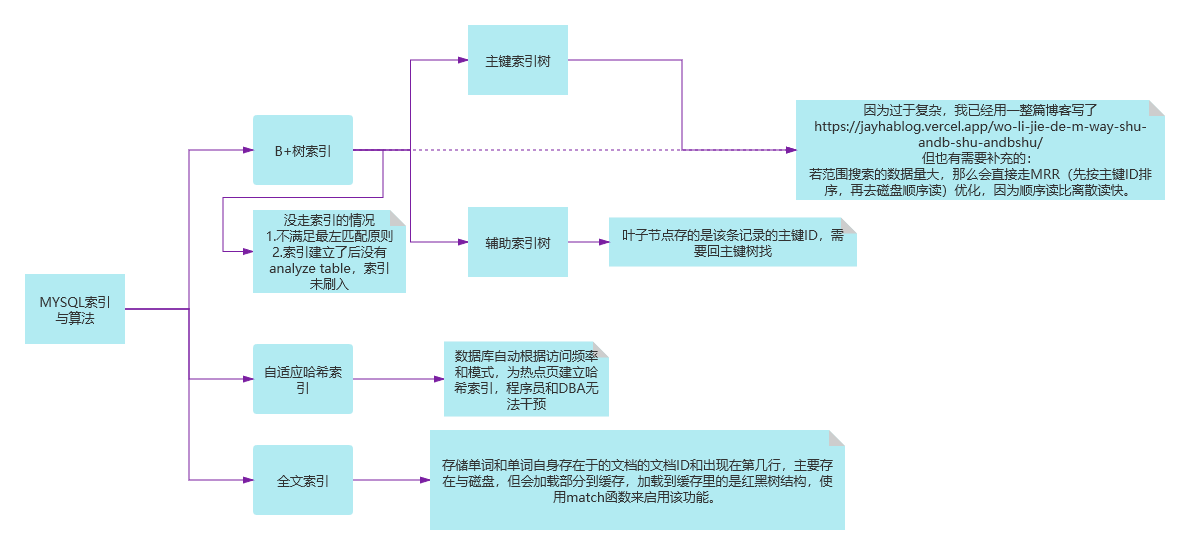 主键索引树
因为过于复杂，我已经用一整篇博客写了
https://jayhablog.vercel.app/wo-li-jie-de-m-way-shu-
andb-shu-andbshu/
但也有需要补充的：
若范围搜索的数据量大，那么会直接走MRR（先按主键ID排
序，再去磁盘顺序读）优化，因为顺序读比离散读快。
B+树索引
没走索引的情况
1.不满足最左匹配原则
2.索引建立了后没有
analyze table，索引
未刷入
辅助索引树
叶子节点存的是该条记录的主键ID，需
要回主键树找
MYSQL索引
与算法
自适应哈希索
引
数据库自动根据访问频率
和模式，为热点页建立哈
希索引，程序员和DBA无
法干预
全文索引
存储单词和单词自身存在于的文档的文档ID和出现在第几行，主要存
在与磁盘，但会加载部分到缓存，加载到缓存里的是红黑树结构，使
用match函数来启用该功能。